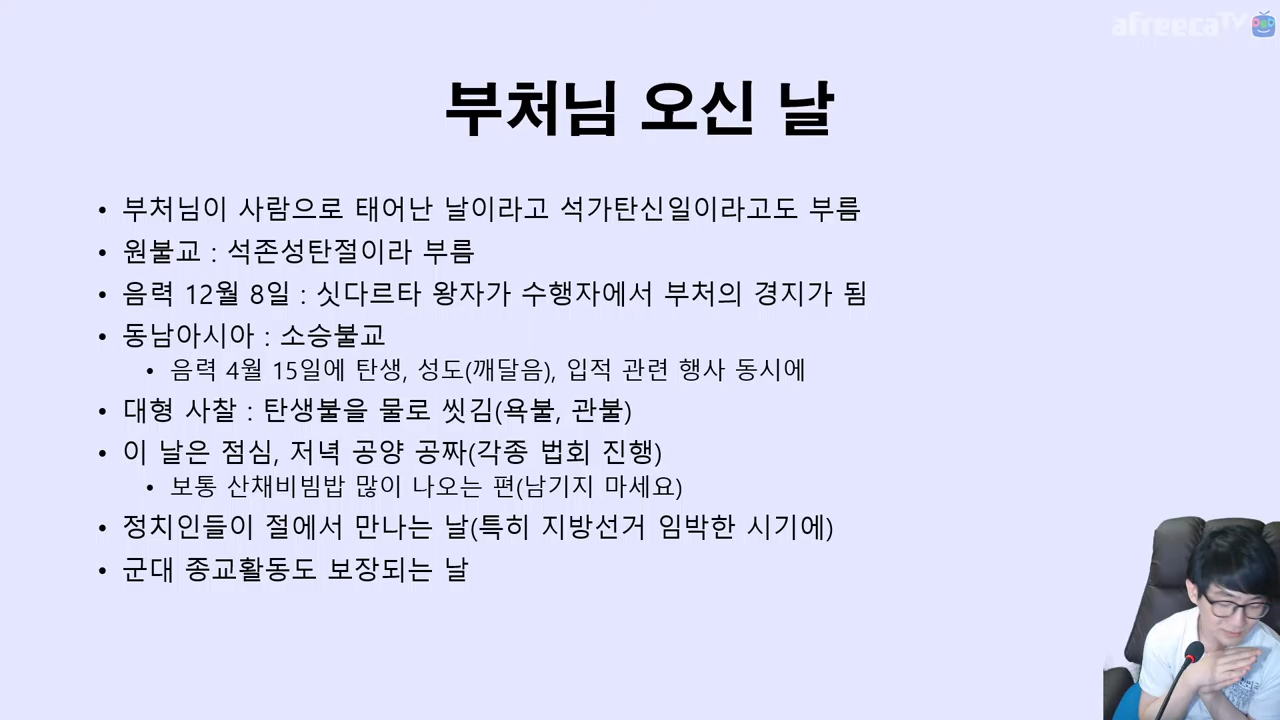 afreecaTV
부처님 오신 날
• 부처님이 사람으로 태어난 날이라고 석가탄신일이라고도 부름
• 원불교 : 석존성탄절이라 부름
• 음력 12월 8일 : 싯다르타 왕자가 수행자에서 부처의 경지가 됨
• 동남아시아 : 소승불교
• 음력 4월 15일에 탄생, 성도(깨달음), 입적 관련 행사 동시에
• 대형 사찰 : 탄생불을 물로 씻김(욕불, 관불)
• 이 날은 점심, 저녁 공양 공짜(각종 법회 진행)
• 보통 산채비빔밥 많이 나오는 편(남기지 마세요)
• 정치인들이 절에서 만나는 날(특히 지방선거 임박한 시기에)
• 군대 종교활동도 보장되는 날